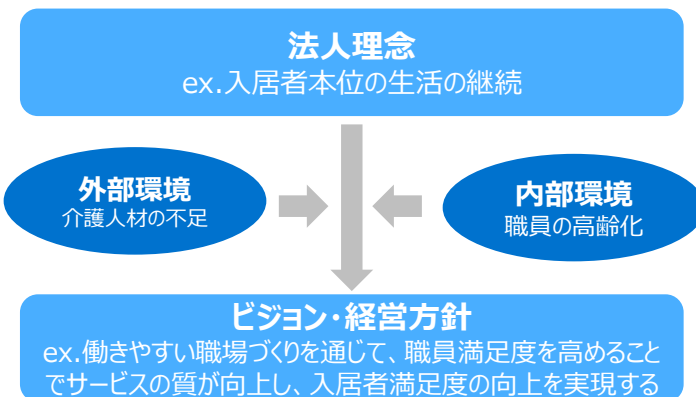 法人理念
ex.入居者本位の生活の継続
外部環境
介護人材の不足
内部環境
職員の高齢化
ビジョン・経営方針
ex.働きやすい職場づくりを通じて、職員満足度を高めること
でサービスの質が向上し、入居者満足度の向上を実現する